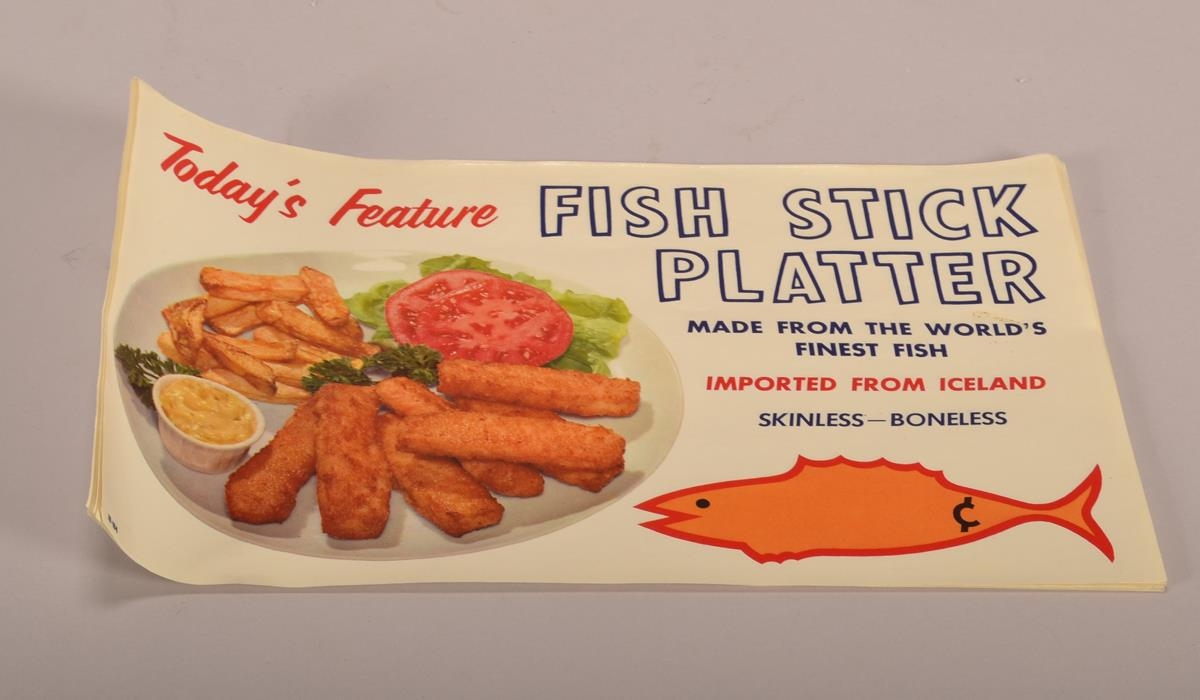 Today's Feature
FISH STICK
PLATTER
MADE FROM THE WORLD'S
FINEST FISH
IMPORTED FROM ICELAND
SKINLESS—BONELESS
¢